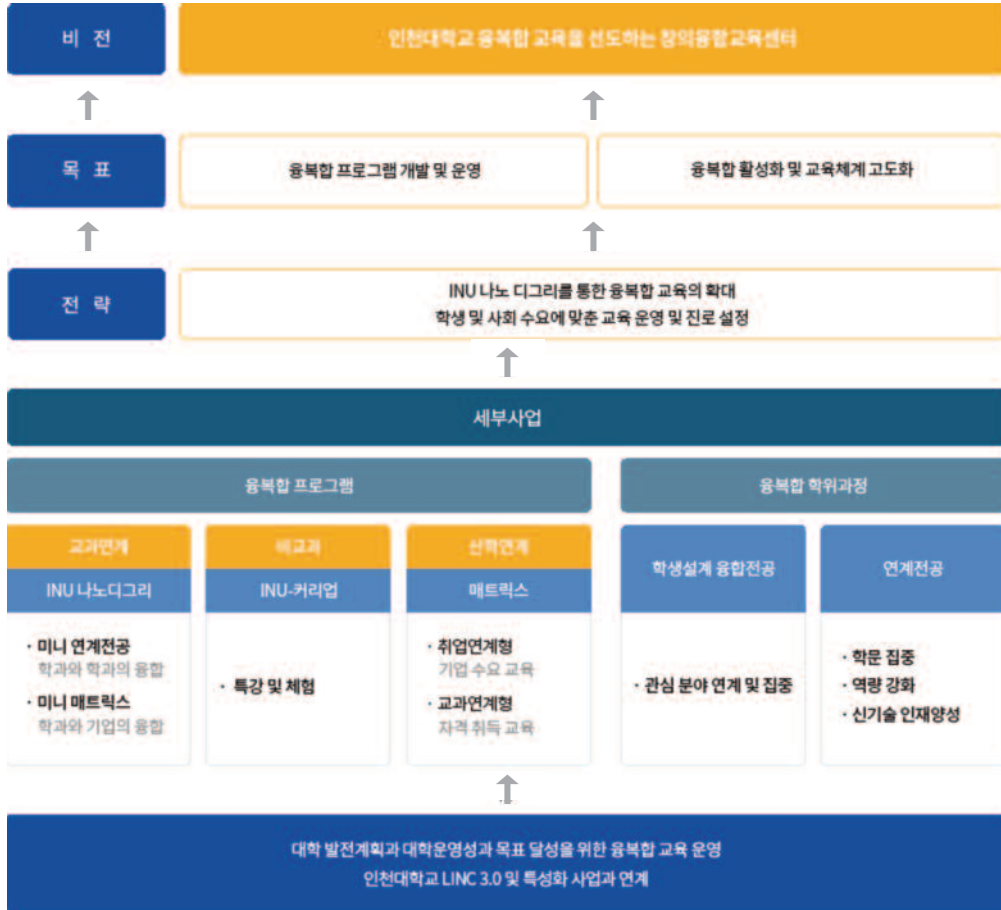 비 전
인천대학교 융복합 교육을 선도하는 창의융합교육센터
목 표
융복합 프로그램 개발 및 운영
융복합 활성화 및 교육체계 고도화
전 략
INU 나노 디그리를 통한 융복합 교육의 확대
학생 및 사회 수요에 맞춘 교육 운영 및 진로 설정
세부사업
융복합 프로그램
융복합 학위과정
교과연계
비교과
산학연계
INU 나노디그리
INU-커리업
매트릭스
학생설계 융합전공
연계전공
· 미니 연계전공
학과와 학과의 융합
· 미니 매트릭스
학과와 기업의 융합
· 특강 및 체험
· 취업연계형
기업 수요 교육
· 교과연계형
자격 취득 교육
· 관심 분야 연계 및 집중
· 학문 집중
· 역량 강화
· 신기술 인재양성
대학 발전계획과 대학운영성과 목표 달성을 위한 융복합 교육 운영
인천대학교 LINC 3.0 및 특성화 사업과 연계